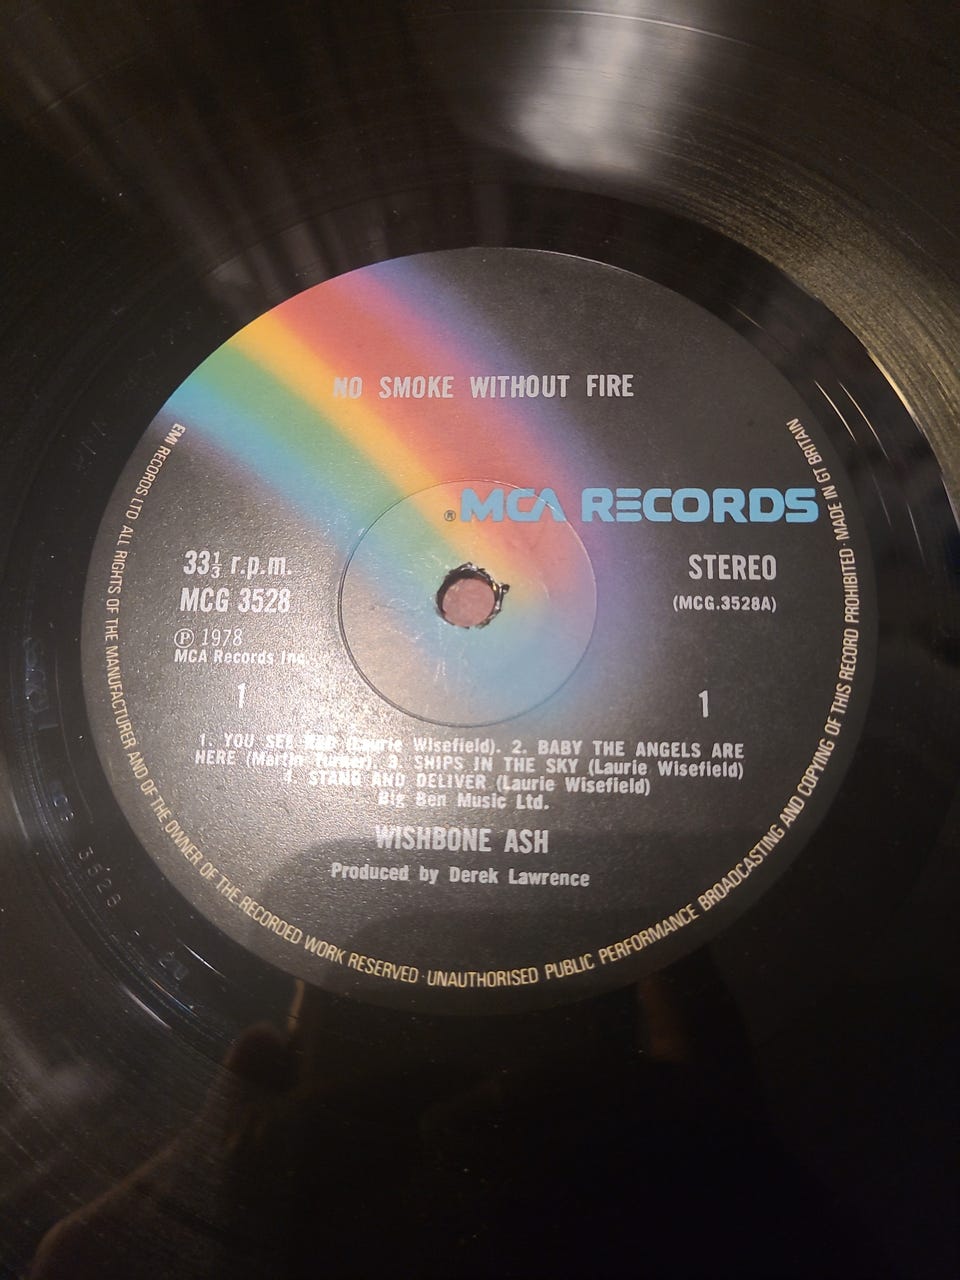 NO SMOKE WITHOUT FIRE
® MCA RECORDS
33⅓ r.p.m.
MCG 3528
STEREO
(MCG.3528A)
Ⓟ 1978
MCA Records Inc.
1
1
1. YOU SEE RED (Laurie Wisefield). 2. BABY THE ANGELS ARE
HERE (Martin Turner). 3. SHIPS IN THE SKY (Laurie Wisefield)
4. STAND AND DELIVER (Laurie Wisefield)
Big Ben Music Ltd.
WISHBONE ASH
Produced by Derek Lawrence
EMI RECORDS LTD. ALL RIGHTS OF THE MANUFACTURER AND OF THE OWNER OF THE RECORDED WORK RESERVED · UNAUTHORISED PUBLIC PERFORMANCE BROADCASTING AND COPYING OF THIS RECORD PROHIBITED · MADE IN GT BRITAIN
3528